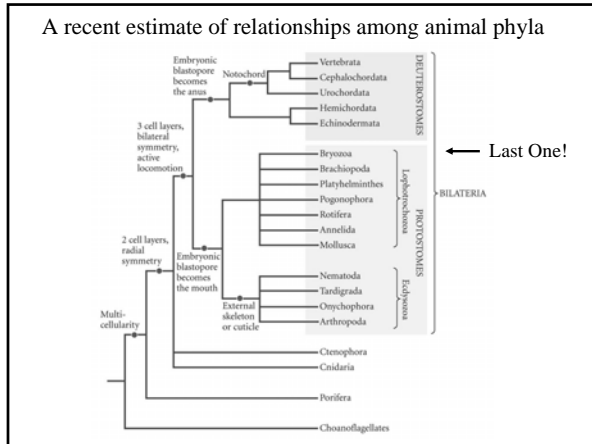 A recent estimate of relationships among animal phyla
Embryonic
blastopore
becomes
the anus
Notochord
Vertebrata
Cephalochordata
Urochordata
Hemichordata
Echinodermata
DEUTEROSTOMES
Last One!
3 cell layers,
bilateral
symmetry,
active
locomotion
Bryozoa
Brachiopoda
Platyhelminthes
Pogonophora
Rotifera
Annelida
Mollusca
Lophotrochozoa
BILATERIA
PROTOSTOMES
2 cell layers,
radial
symmetry
Embryonic
blastopore
becomes
the mouth
External
skeleton
or cuticle
Nematoda
Tardigrada
Onychophora
Arthropoda
Ecdysozoa
Multi-
cellularity
Ctenophora
Cnidaria
Porifera
Choanoflagellates